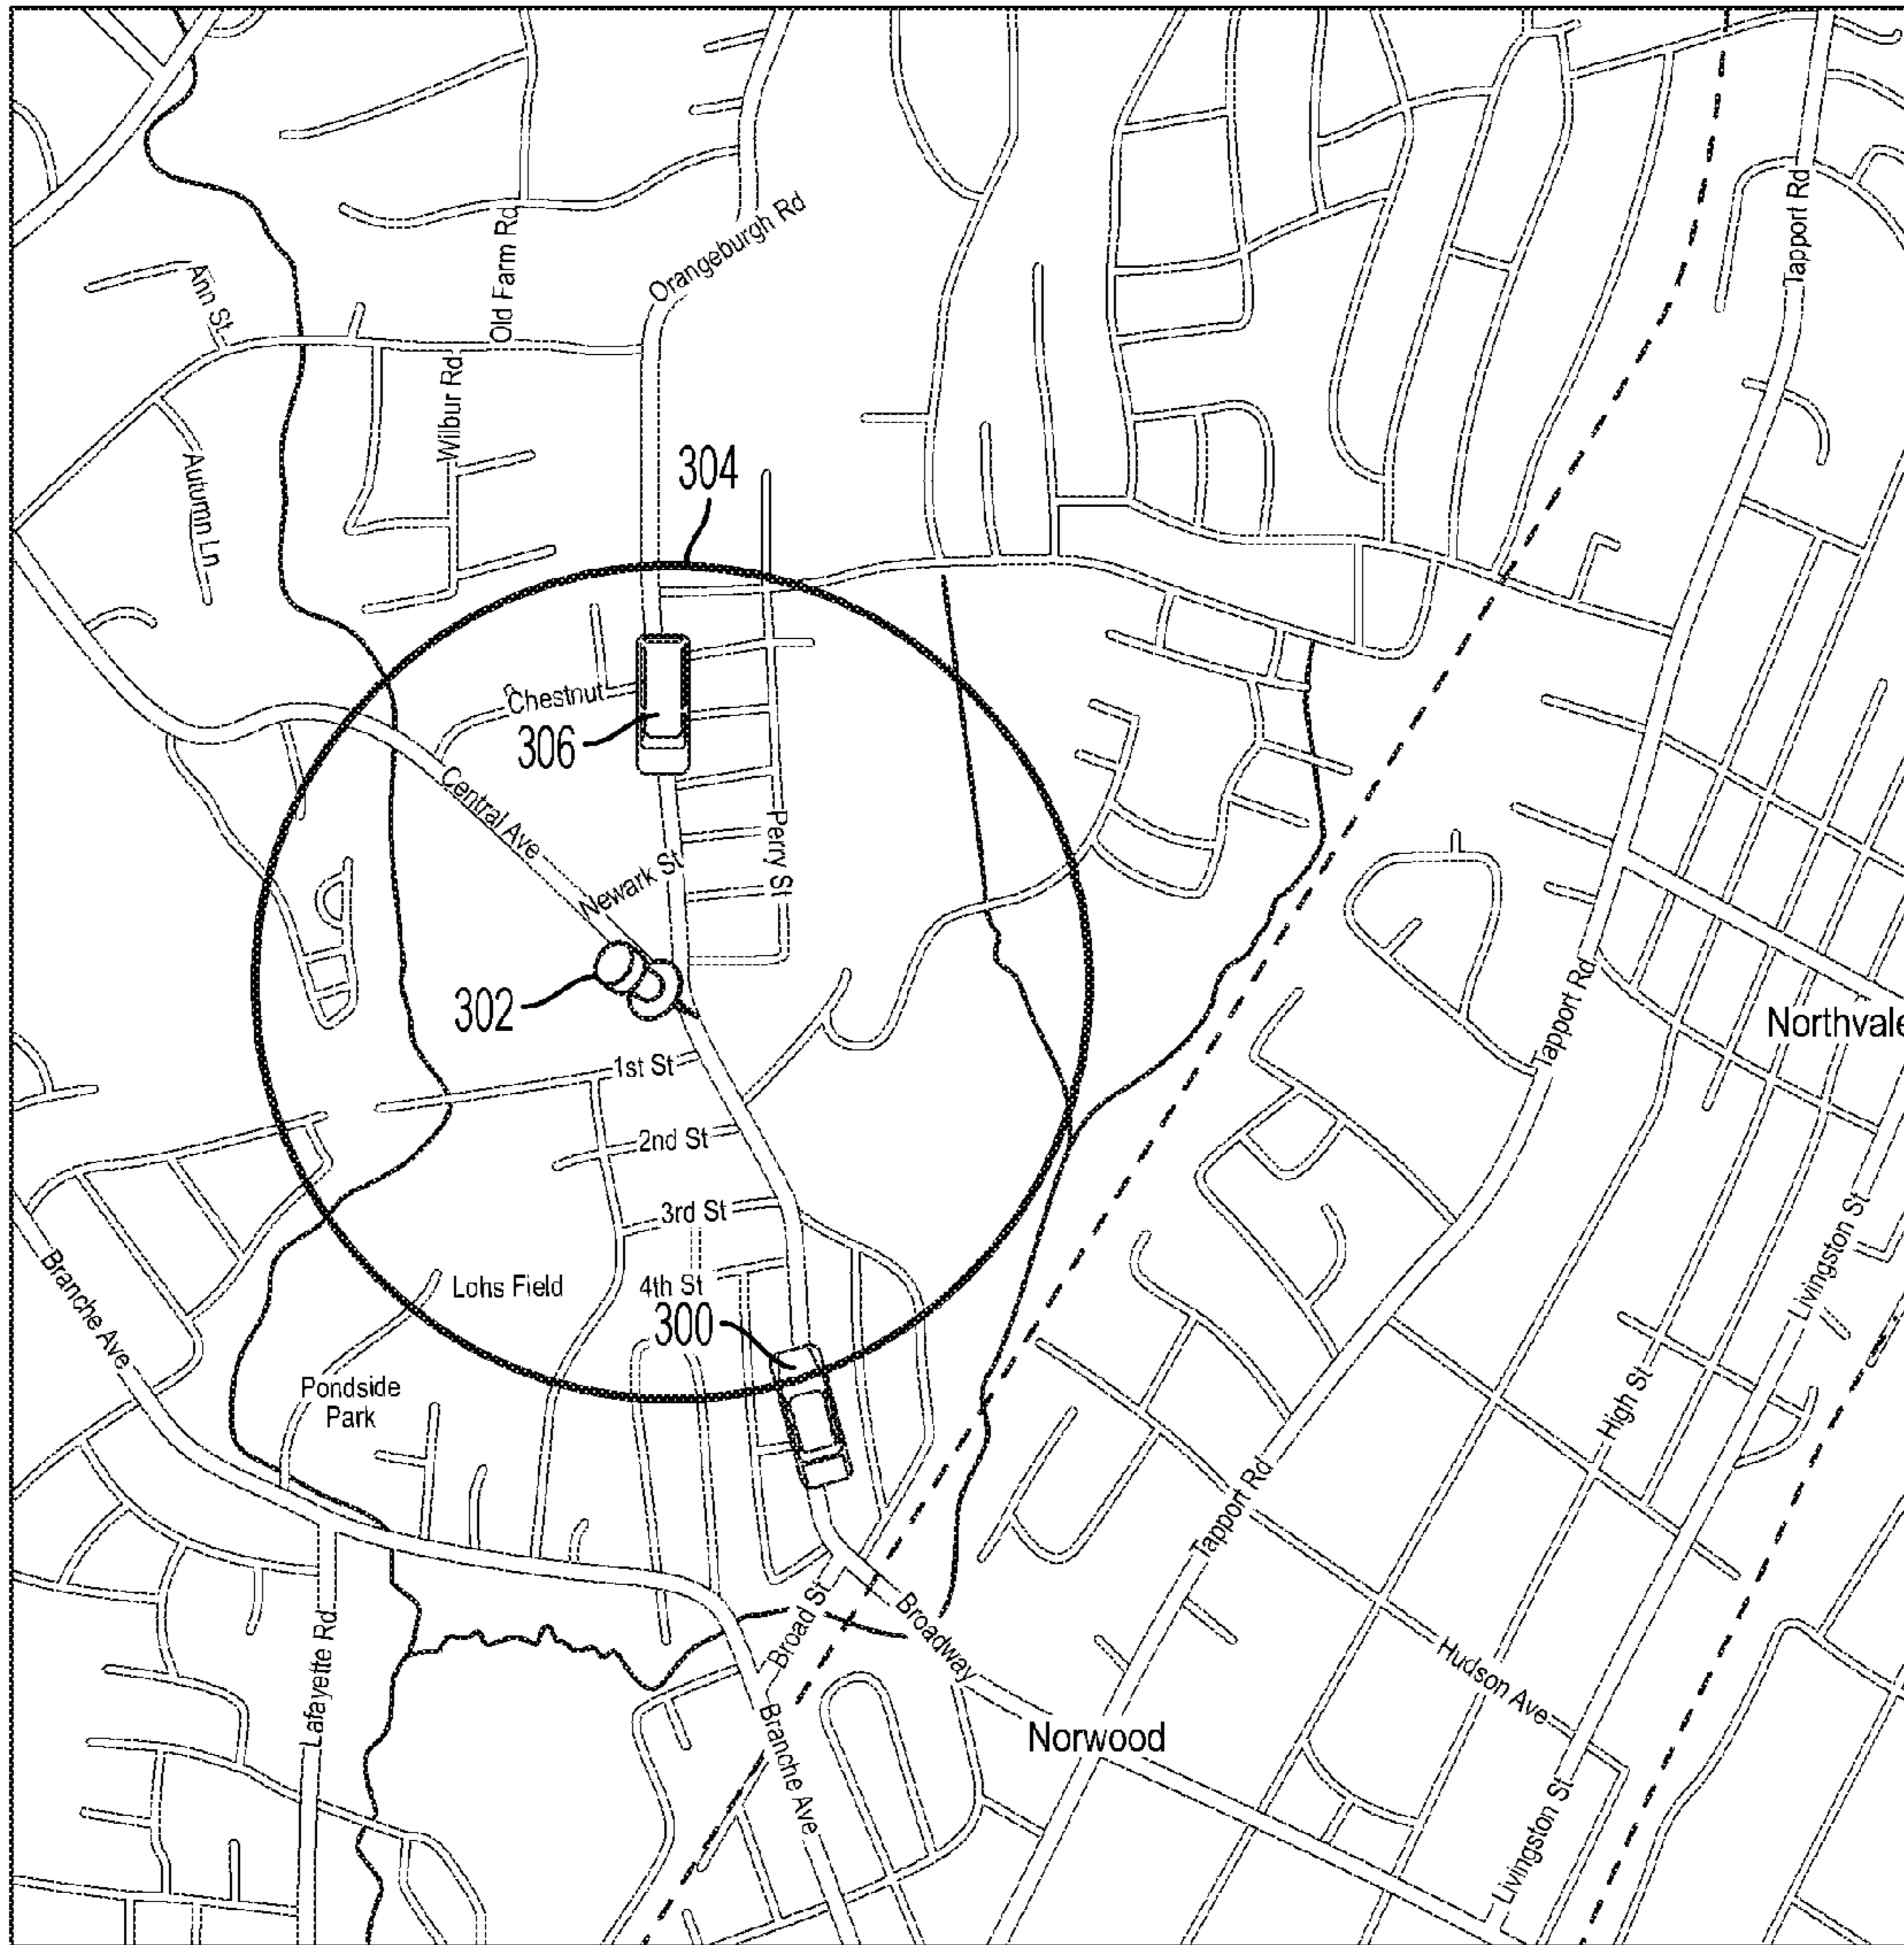 Ann St
Old Farm Rd
Orangeburgh Rd
Tapport Rd
Wilbur Rd
Autumn Ln
304
Chestnut
306
Central Ave
Newark St
Perry St
302
Tapport Rd
Northvale
1st St
2nd St
3rd St
4th St
Lohs Field
300
Branche Ave
Livingston St
Pondside
Park
High St
Tapport Rd
Lafayette Rd
Broad St
Broadway
Hudson Ave
Norwood
Branche Ave
Livingston St